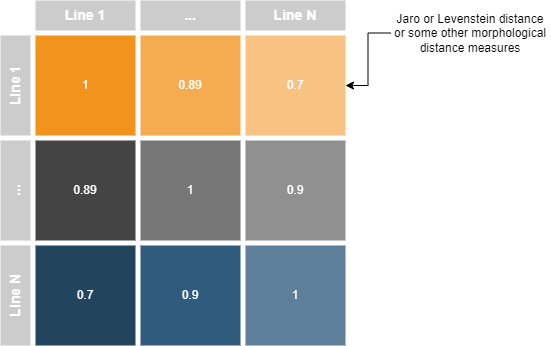 Line 1 ... Line N
Jaro or Levenstein distance
or some other morphological
distance measures
Line 1
1 0.89 0.7
...
0.89 1 0.9
Line N
0.7 0.9 1